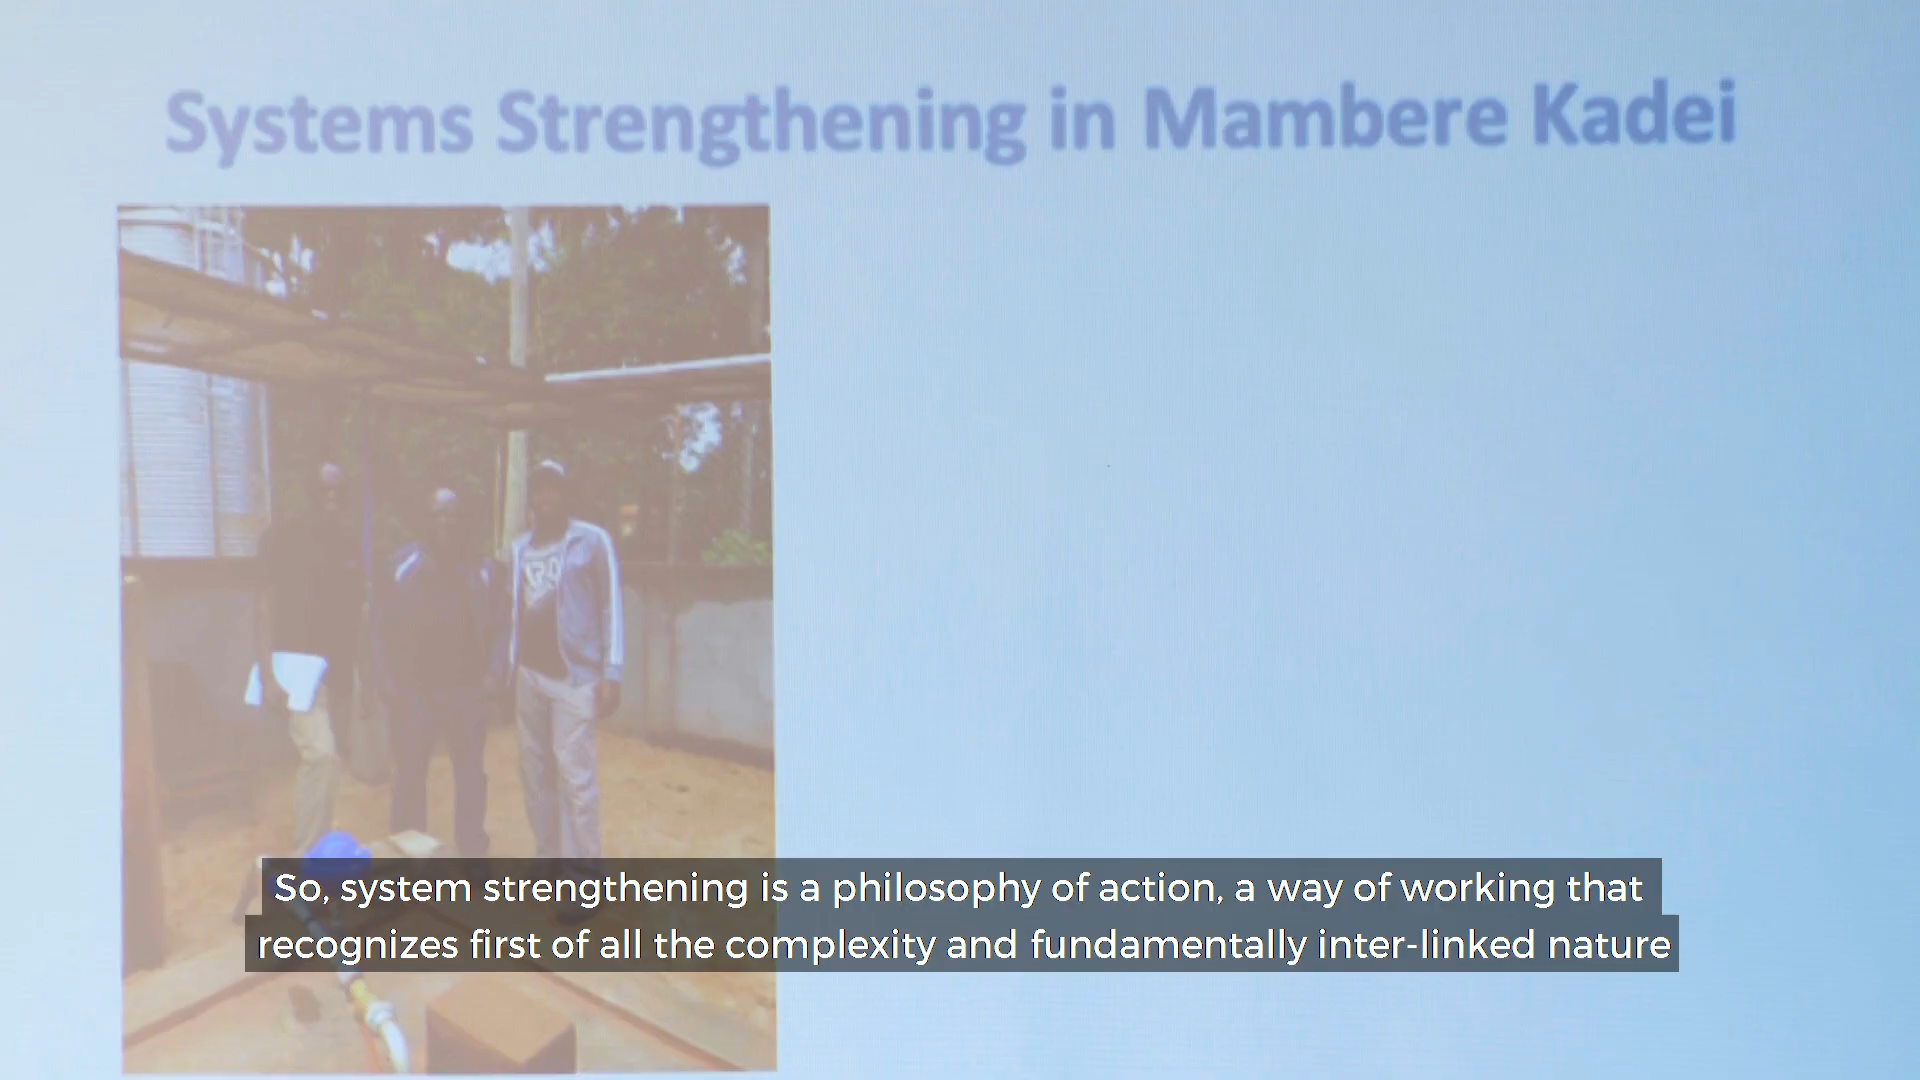 Systems Strengthening in Mambere Kadei
So, system strengthening is a philosophy of action, a way of working that
recognizes first of all the complexity and fundamentally inter-linked nature